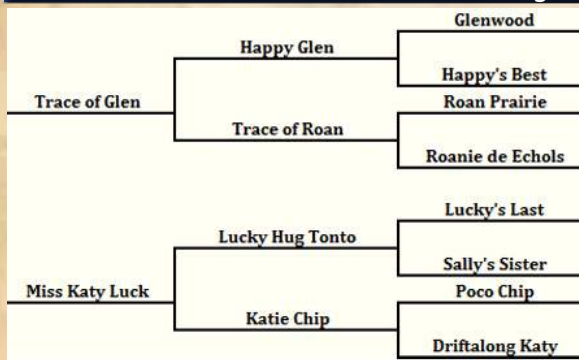 Glenwood
Happy Glen
Happy's Best
Trace of Glen
Roan Prairie
Trace of Roan
Roanie de Echols
Lucky's Last
Lucky Hug Tonto
Sally's Sister
Miss Katy Luck
Poco Chip
Katie Chip
Driftalong Katy